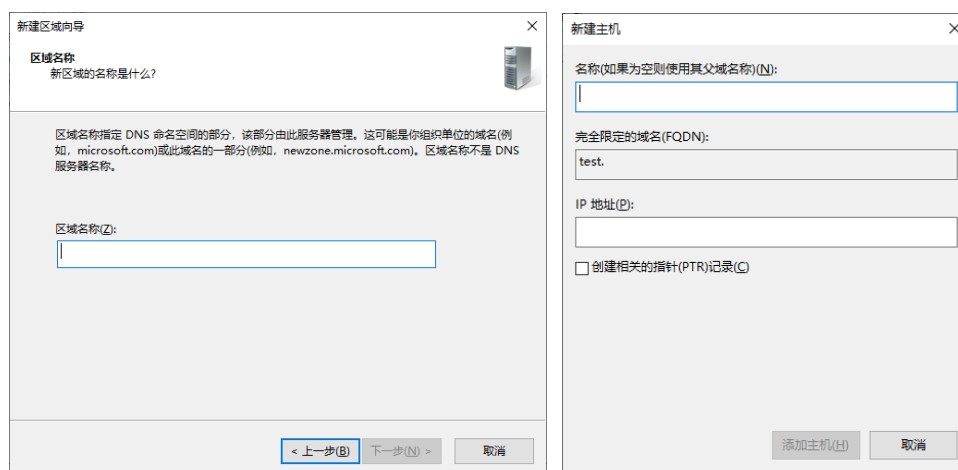 新建区域向导
区域名称
新区域的名称是什么?
区域名称指定 DNS 命名空间的部分，该部分由此服务器管理。这可能是你组织单位的域名(例
如，microsoft.com)或此域名的一部分(例如，newzone.microsoft.com)。区域名称不是 DNS
服务器名称。
区域名称(Z):
< 上一步(B)
下一步(N) >
取消
新建主机
名称(如果为空则使用其父域名称)(N):
完全限定的域名(FQDN):
test.
IP 地址(P):
创建相关的指针(PTR)记录(C)
添加主机(H)
取消